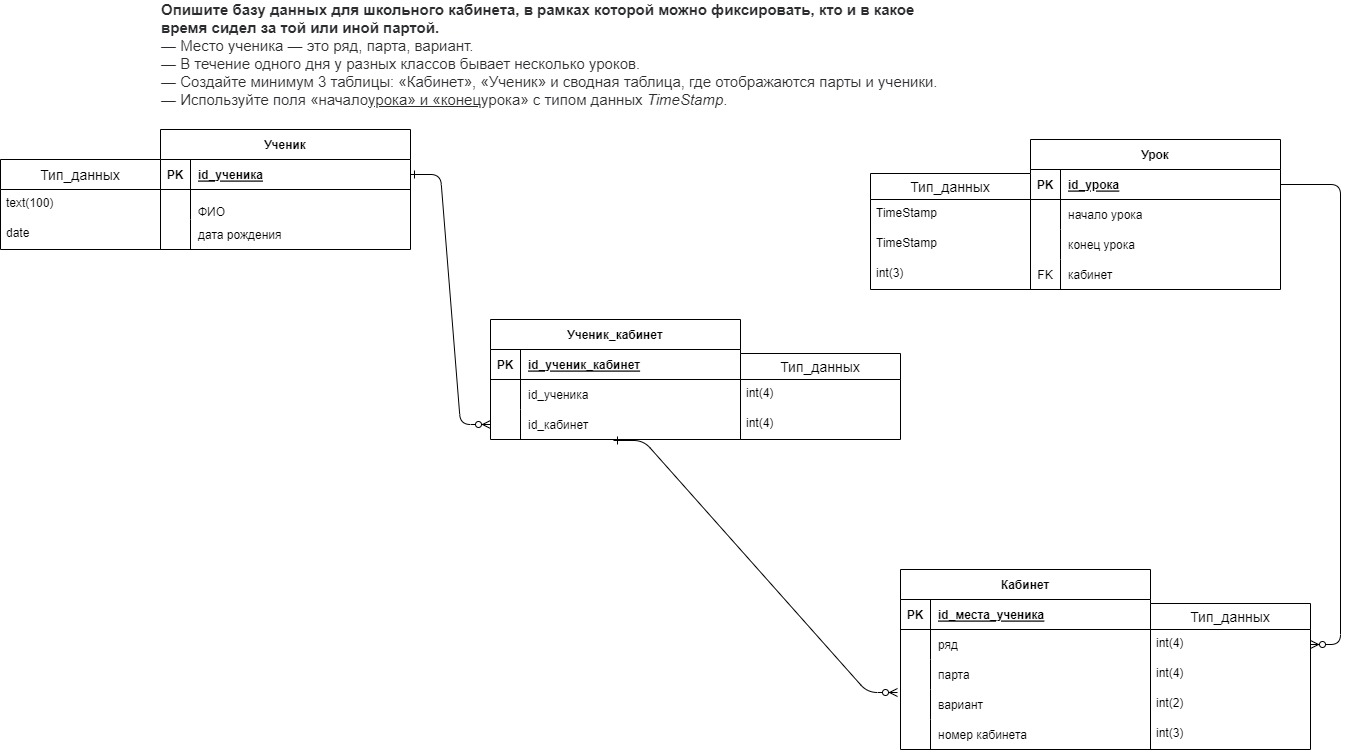 Опишите базу данных для школьного кабинета, в рамках которой можно фиксировать, кто и в какое
время сидел за той или иной партой.
— Место ученика — это ряд, парта, вариант.
— В течение одного дня у разных классов бывает несколько уроков.
— Создайте минимум 3 таблицы: «Кабинет», «Ученик» и сводная таблица, где отображаются парты и ученики.
— Используйте поля «началоурока» и «конецурока» с типом данных TimeStamp.
Ученик
Тип_данных PK id_ученика
text(100) ФИО
date дата рождения
Урок
Тип_данных PK id_урока
TimeStamp начало урока
TimeStamp конец урока
int(3) FK кабинет
Ученик_кабинет
PK id_ученик_кабинет Тип_данных
id_ученика int(4)
id_кабинет int(4)
Кабинет
PK id_места_ученика Тип_данных
ряд int(4)
парта int(4)
вариант int(2)
номер кабинета int(3)